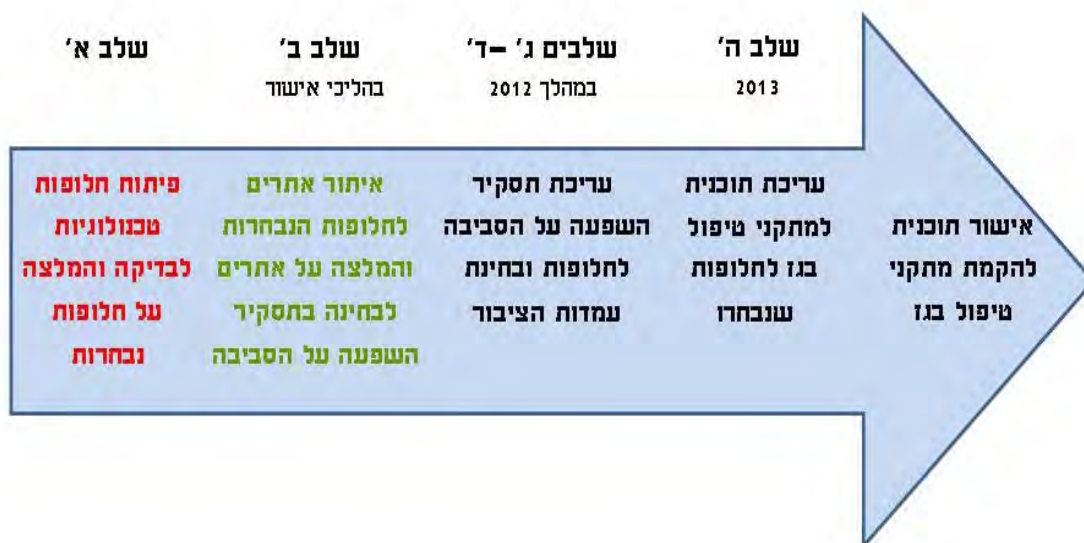 שלב א'
פיתוח חלופות
טכנולוגיות
לבדיקה והמלצה
על חלופות
נבחרות
שלב ב'
בהליכי אישור
איתור אתרים
לחלופות הנבחרות
והמלצה על אתרים
לבחינה בתסקיר
השפעה על הסביבה
שלבים ג' –ד'
במהלך 2012
עריכת תסקיר
השפעה על הסביבה
לחלופות ובחינת
עמדות הציבור
שלב ה'
2013
עריכת תוכנית
למתקני טיפול
בגז לחלופות
שנבחרו
אישור תוכנית
להקמת מתקני
טיפול בגז